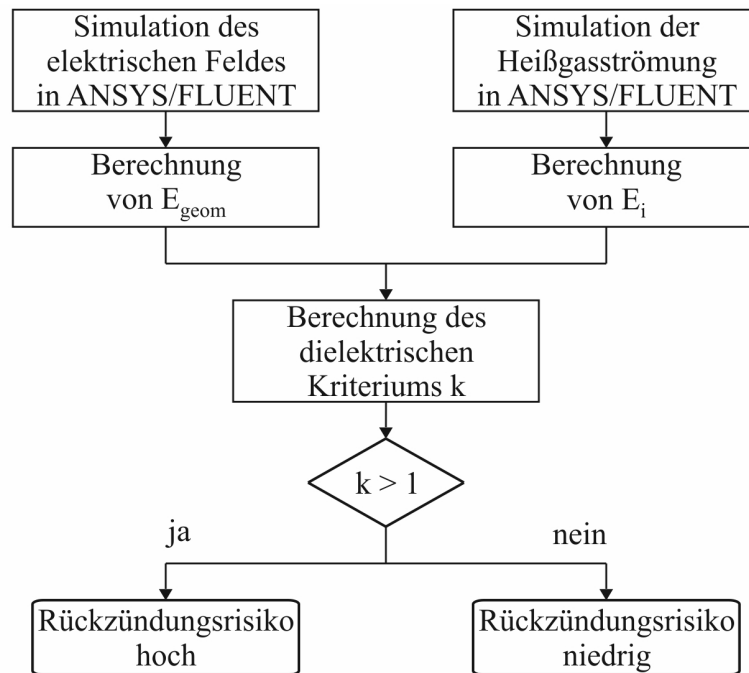 Simulation des
elektrischen Feldes
in ANSYS/FLUENT
Simulation der
Heißgasströmung
in ANSYS/FLUENT
Berechnung
von E_geom
Berechnung
von E_i
Berechnung des
dielektrischen
Kriteriums k
k > 1
ja
nein
Rückzündungsrisiko
hoch
Rückzündungsrisiko
niedrig